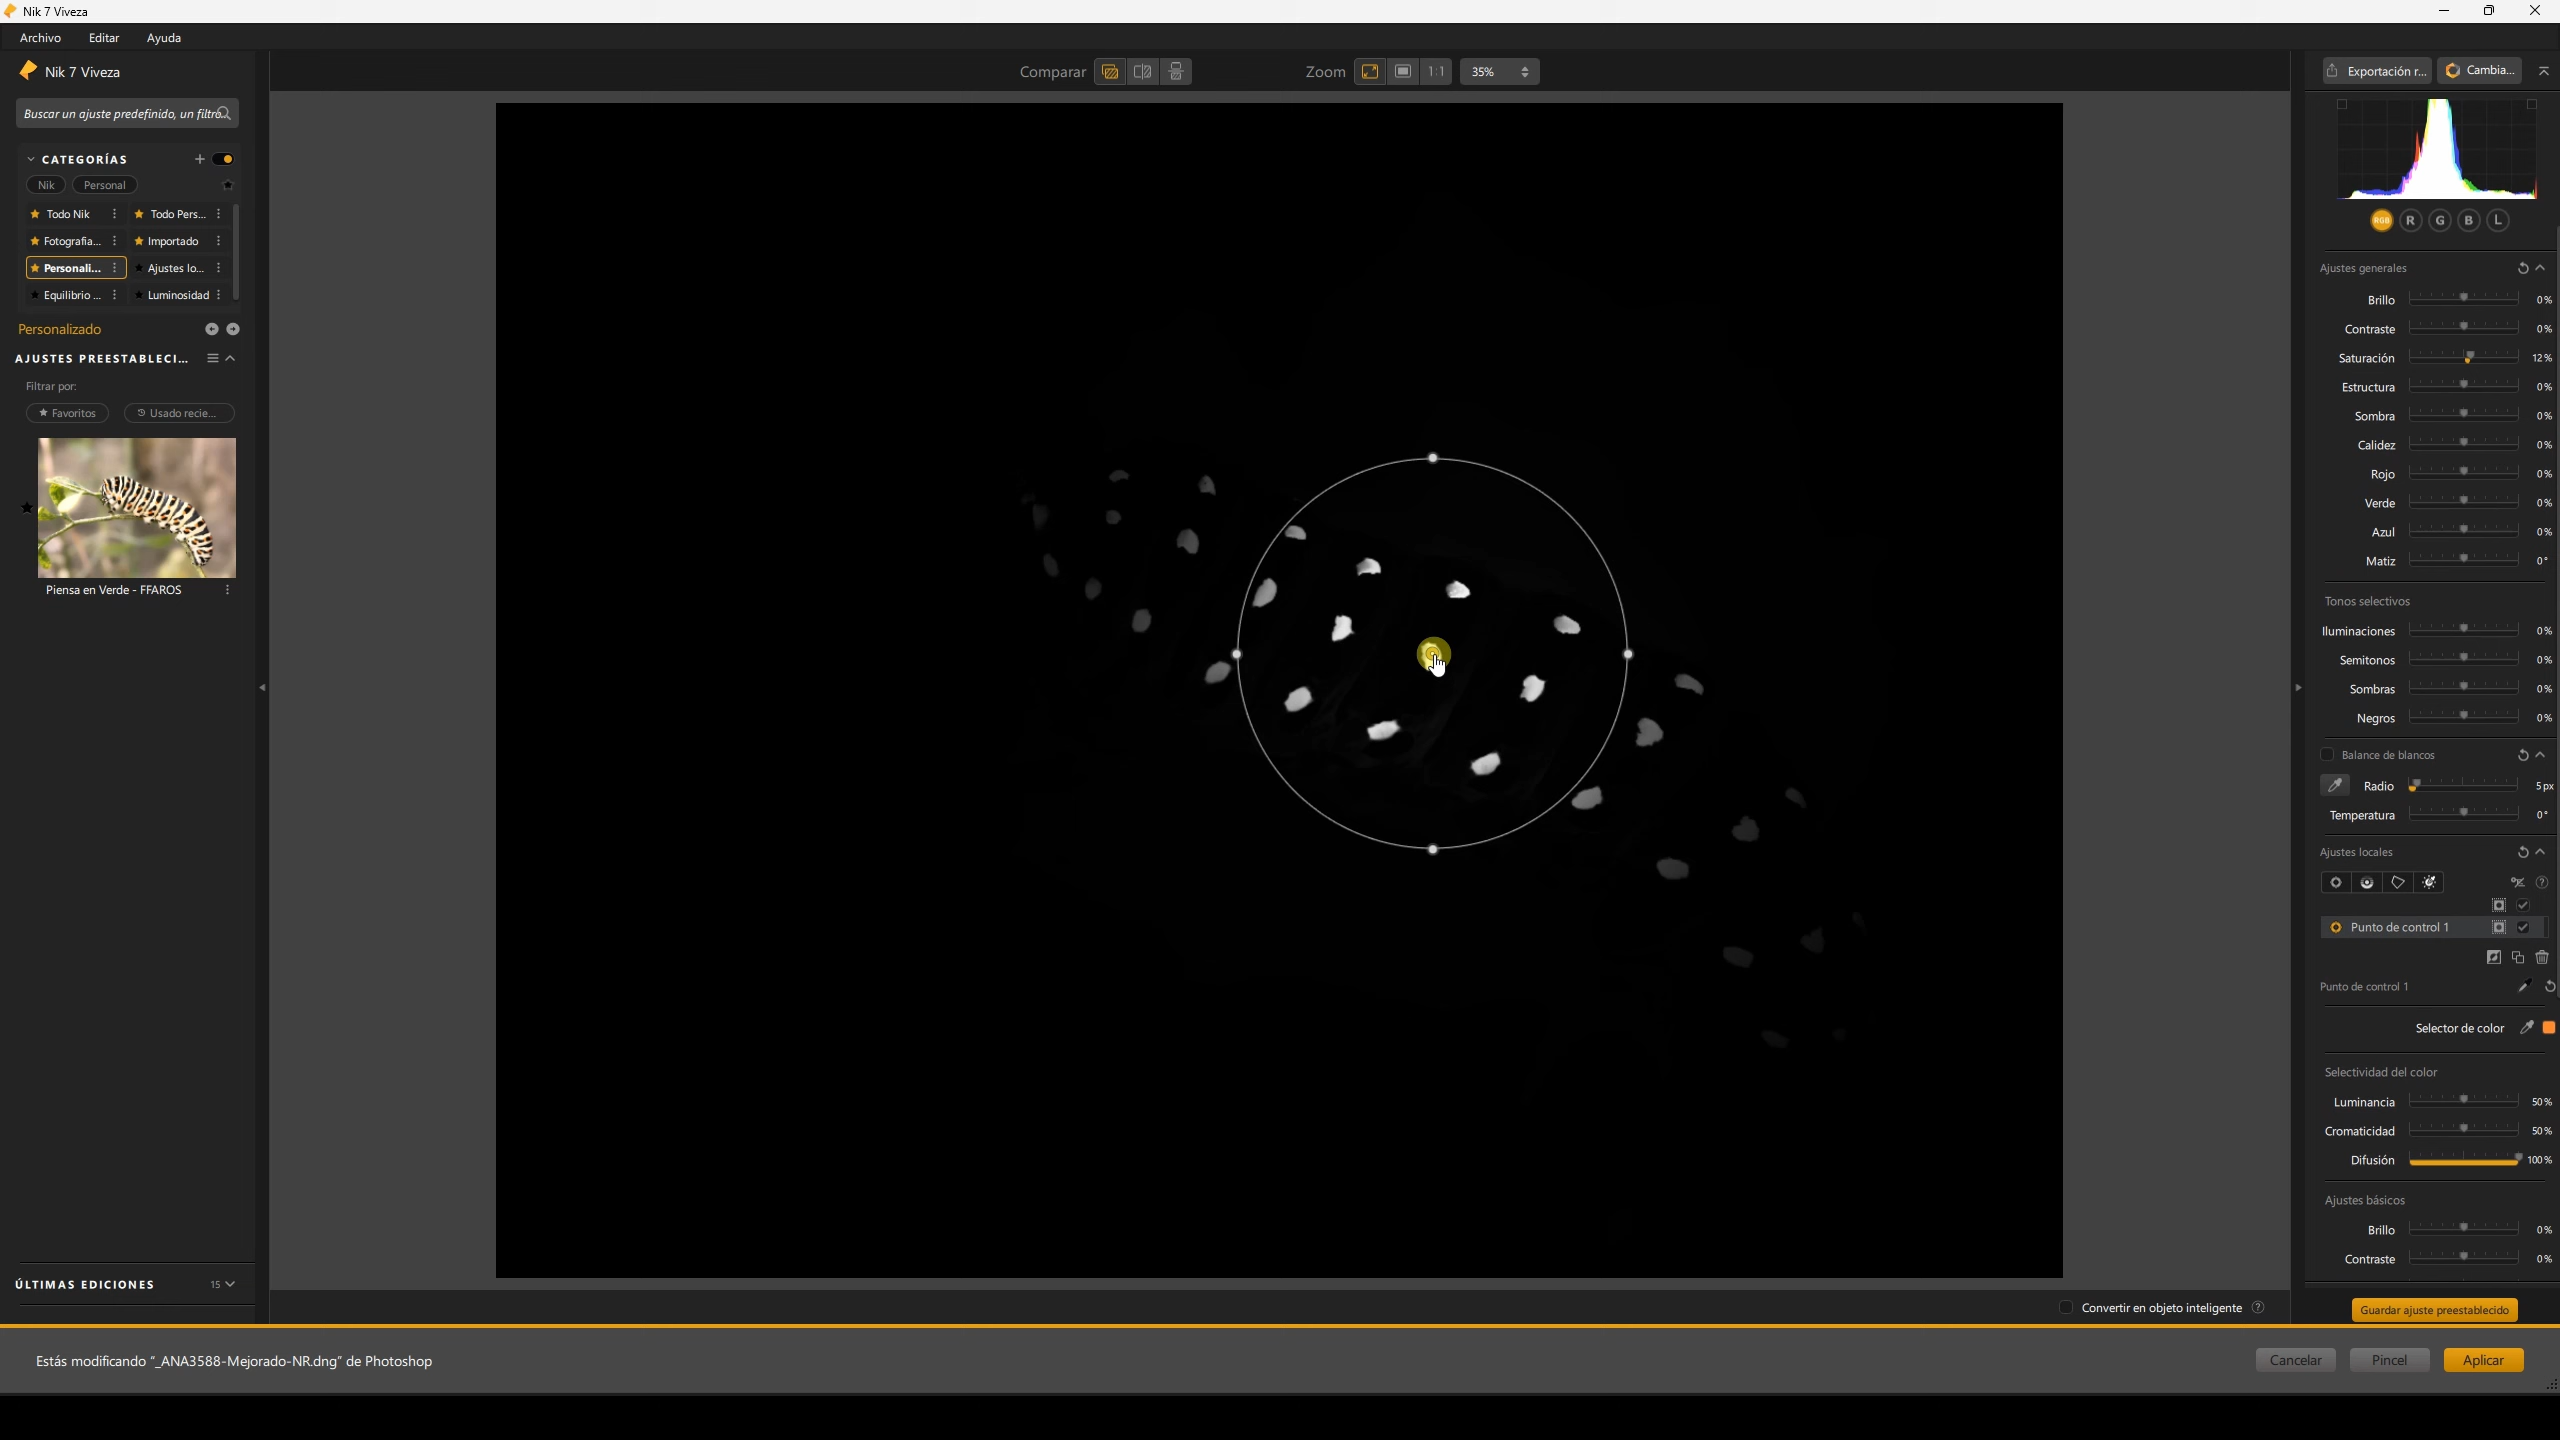 Nik 7 Viveza
Archivo Editar Ayuda
Nik 7 Viveza
Comparar Zoom 1:1 35%
Exportación r... Cambia...
Buscar un ajuste predefinido, un filtro...
CATEGORÍAS
Nik Personal
Todo Nik Todo Pers...
Fotografía... Importado
Personali... Ajustes lo...
Equilibrio ... Luminosidad
Personalizado
AJUSTES PREESTABLECI...
Filtrar por:
Favoritos Usado recie...
Piensa en Verde - FFAROS
ÚLTIMAS EDICIONES 15
RGB R G B L
Ajustes generales
Brillo 0%
Contraste 0%
Saturación 12%
Estructura 0%
Sombra 0%
Calidez 0%
Rojo 0%
Verde 0%
Azul 0%
Matiz 0°
Tonos selectivos
Iluminaciones 0%
Semitonos 0%
Sombras 0%
Negros 0%
Balance de blancos
Radio 5px
Temperatura 0°
Ajustes locales
?
Punto de control 1
Punto de control 1
Selector de color
Selectividad del color
Luminancia 50%
Cromaticidad 50%
Difusión 100%
Ajustes básicos
Brillo 0%
Contraste 0%
Convertir en objeto inteligente ?
Guardar ajuste preestablecido
Estás modificando "_ANA3588-Mejorado-NR.dng" de Photoshop
Cancelar Pincel Aplicar